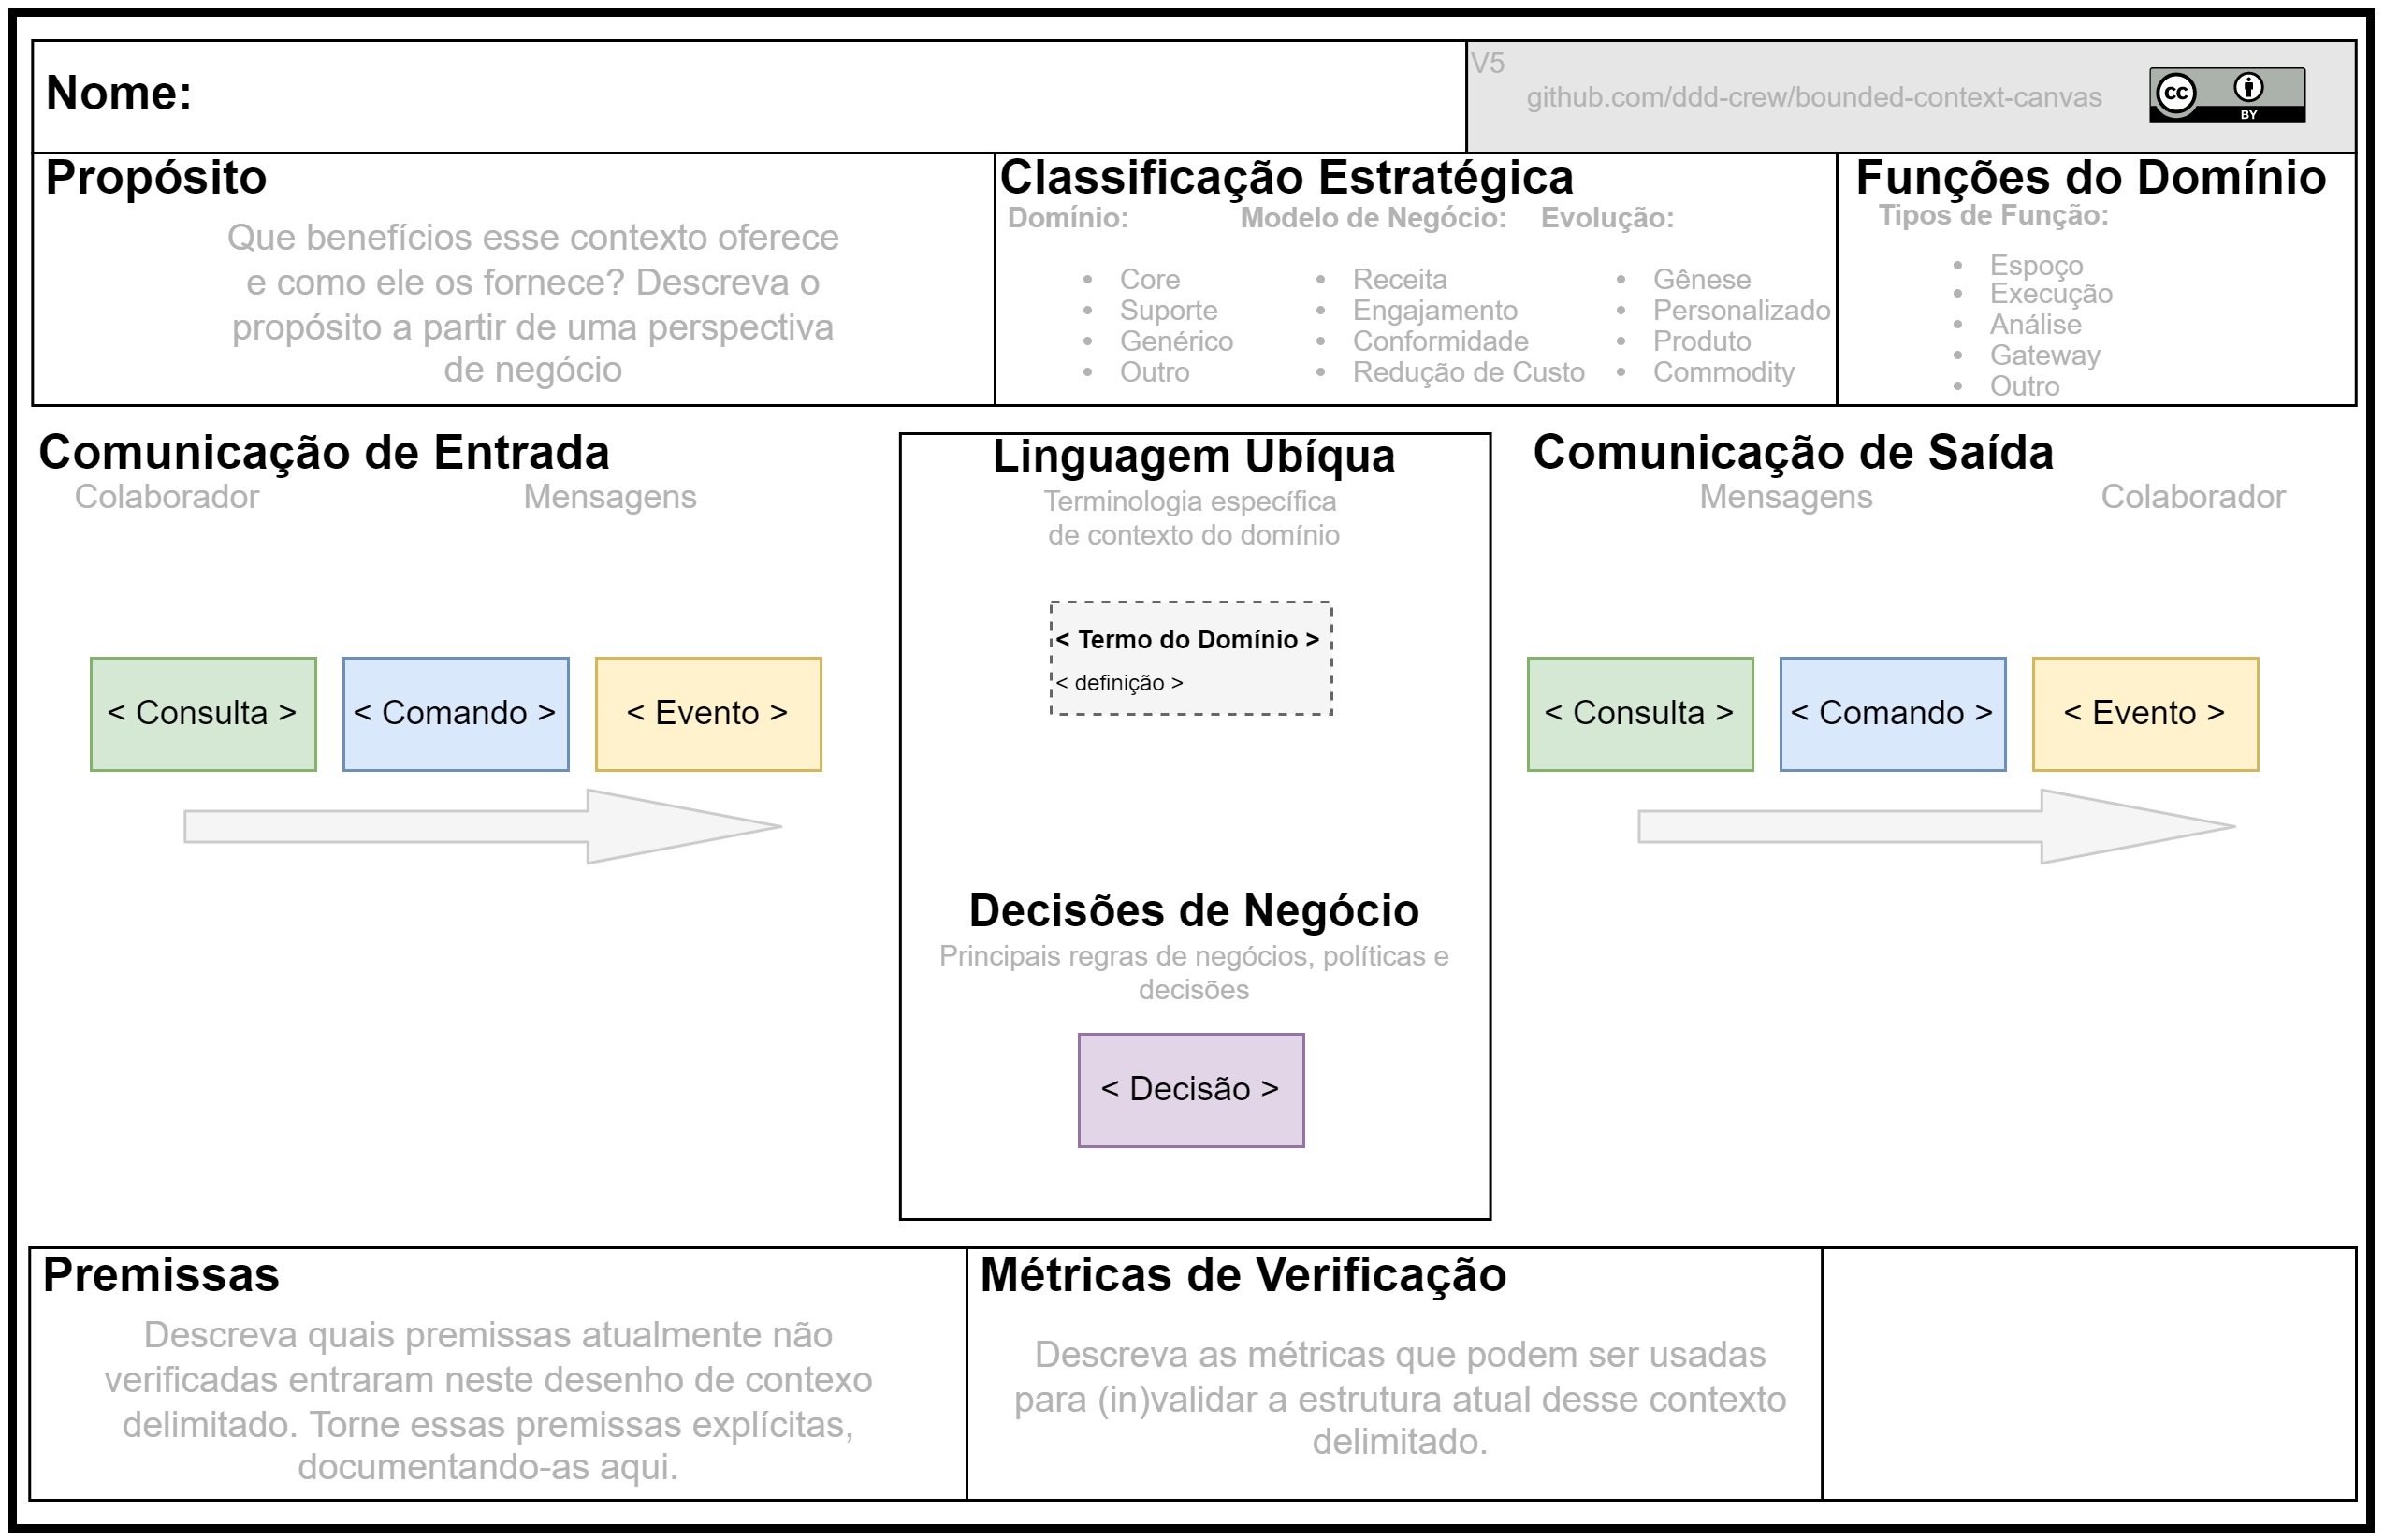 Nome:
V5
github.com/ddd-crew/bounded-context-canvas
CC
BY
Propósito
Que benefícios esse contexto oferece
e como ele os fornece? Descreva o
propósito a partir de uma perspectiva
de negócio
Classificação Estratégica
Domínio:
• Core
• Suporte
• Genérico
• Outro
Modelo de Negócio:
• Receita
• Engajamento
• Conformidade
• Redução de Custo
Evolução:
• Gênese
• Personalizado
• Produto
• Commodity
Funções do Domínio
Tipos de Função:
• Espoço
• Execução
• Análise
• Gateway
• Outro
Comunicação de Entrada
Colaborador Mensagens
< Consulta > < Comando > < Evento >
Linguagem Ubíqua
Terminologia específica
de contexto do domínio
< Termo do Domínio >
< definição >
Decisões de Negócio
Principais regras de negócios, políticas e
decisões
< Decisão >
Comunicação de Saída
Mensagens Colaborador
< Consulta > < Comando > < Evento >
Premissas
Descreva quais premissas atualmente não
verificadas entraram neste desenho de contexo
delimitado. Torne essas premissas explícitas,
documentando-as aqui.
Métricas de Verificação
Descreva as métricas que podem ser usadas
para (in)validar a estrutura atual desse contexto
delimitado.